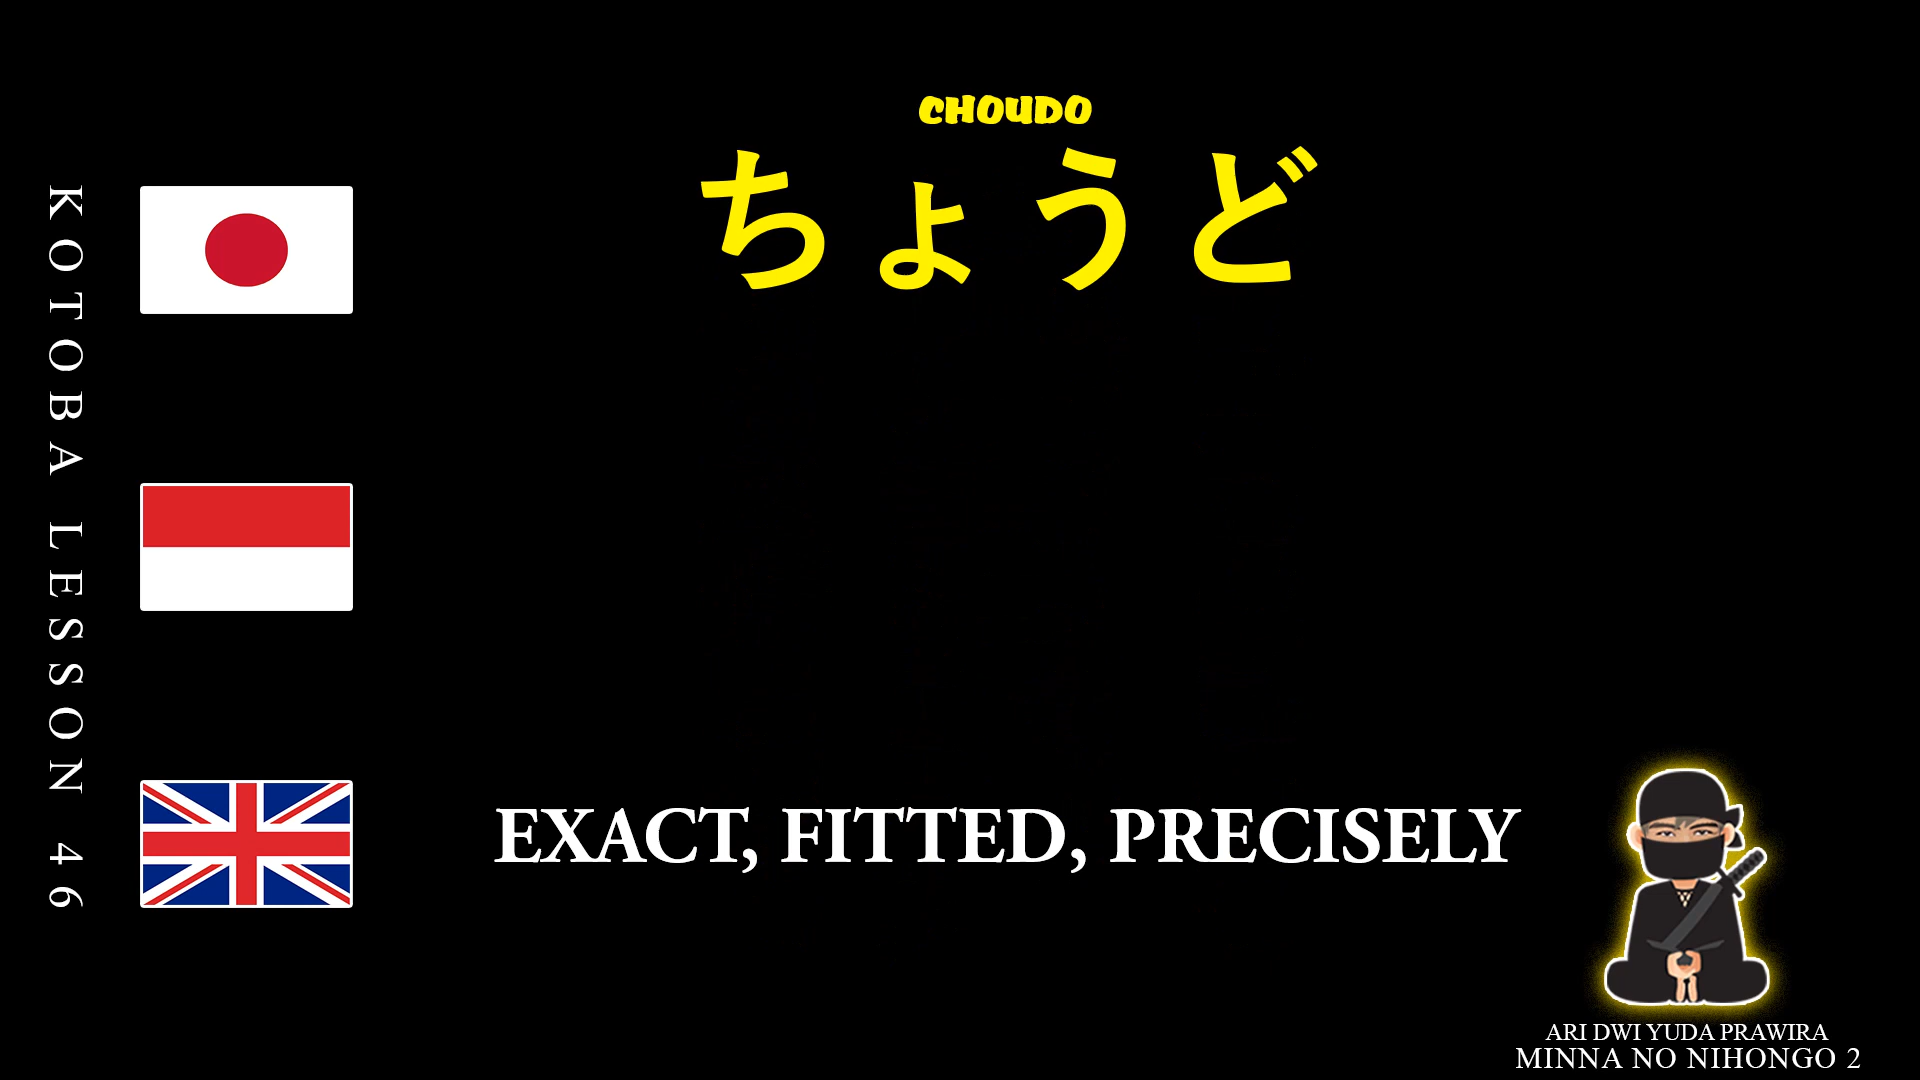 KOTOBA LESSON 46
CHOUDO
ちょうど
EXACT, FITTED, PRECISELY
ARI DWI YUDA PRAWIRA
MINNA NO NIHONGO 2